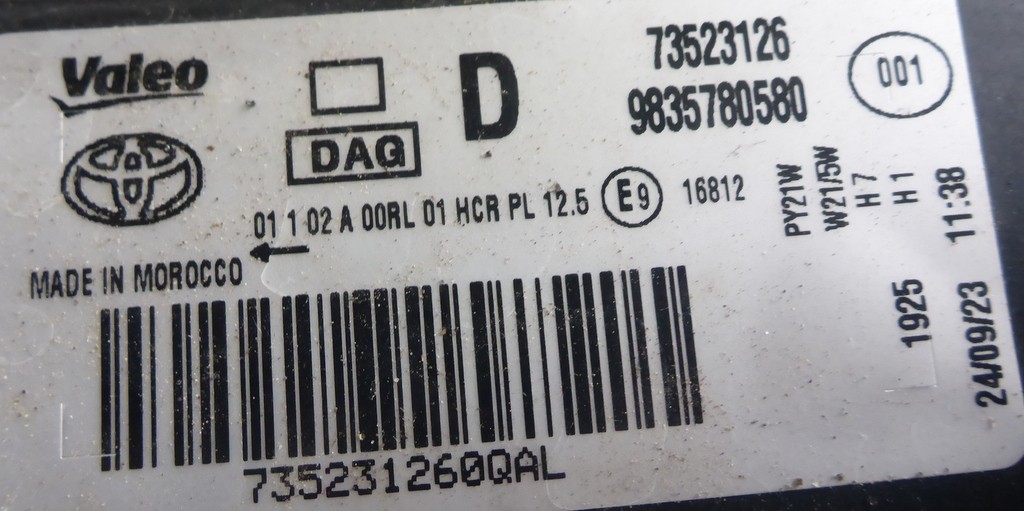 Valeo
D
73523126
9835780580
001
DAG
01 1 02 A 00RL 01 HCR PL 12.5
E9
16812
PY21W
W21/5W
H7
H1
11:38
MADE IN MOROCCO
1925
24/09/23
735231260QAL